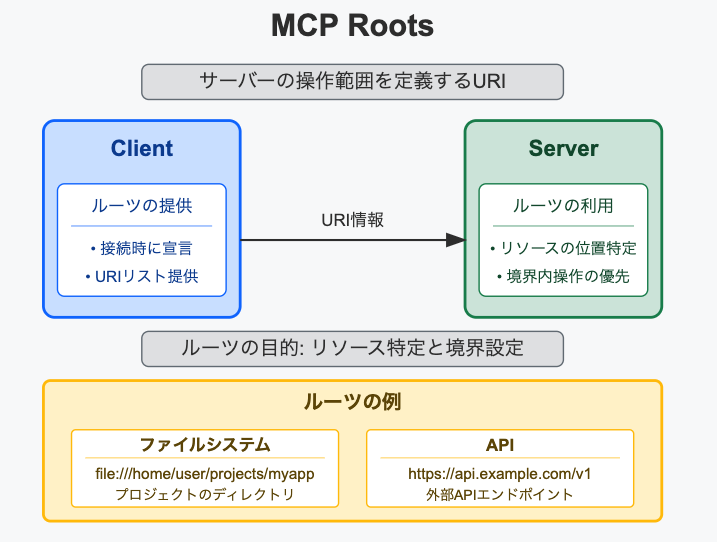 MCP Roots
サーバーの操作範囲を定義するURI
Client
ルーツの提供
• 接続時に宣言
• URIリスト提供
URI情報
Server
ルーツの利用
• リソースの位置特定
• 境界内操作の優先
ルーツの目的: リソース特定と境界設定
ルーツの例
ファイルシステム
file:///home/user/projects/myapp
プロジェクトのディレクトリ
API
https://api.example.com/v1
外部APIエンドポイント